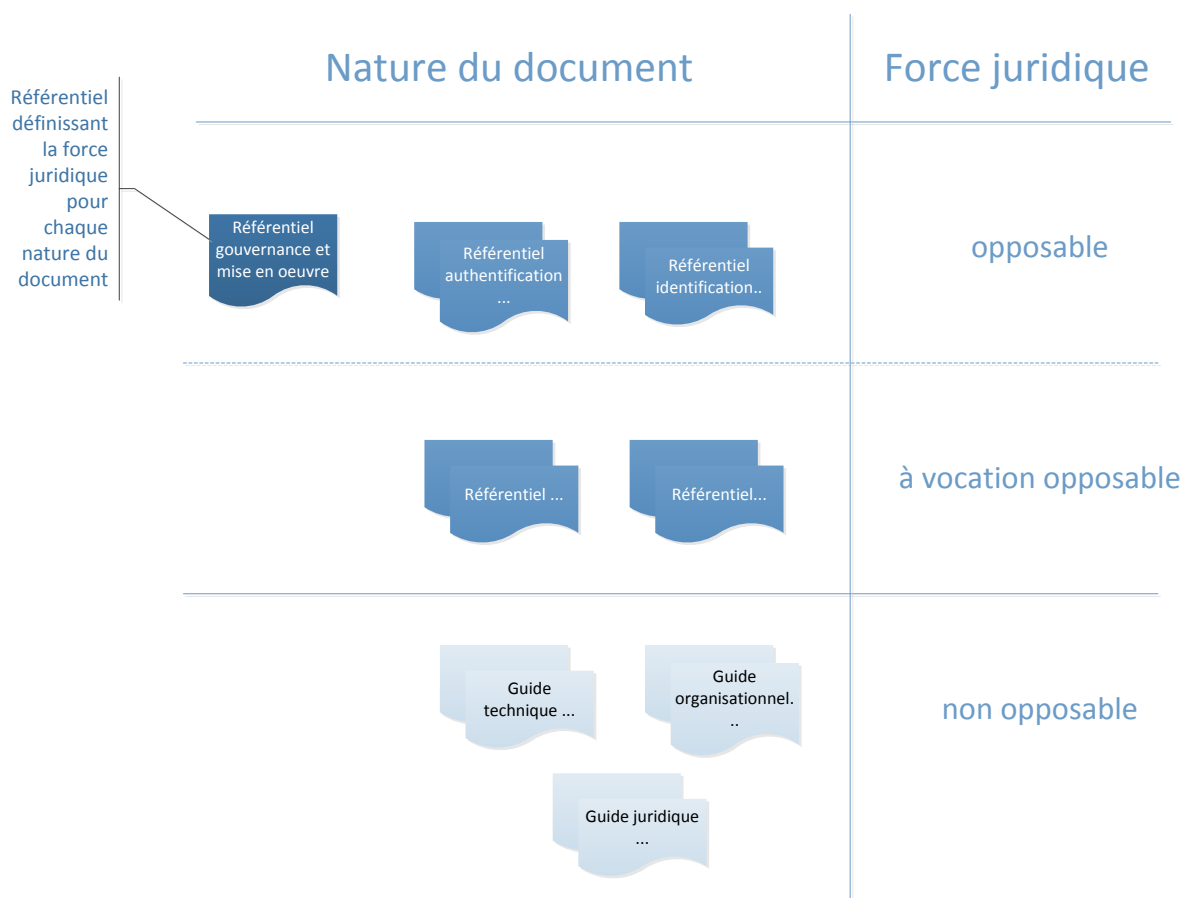 Nature du document
Force juridique
Référentiel
définissant
la force
juridique
pour
chaque
nature du
document
Référentiel
gouvernance et
mise en oeuvre
Référentiel
authentification
...
Référentiel
identification..
opposable
Référentiel ...
Référentiel...
à vocation opposable
Guide
technique ...
Guide
organisationnel.
..
non opposable
Guide juridique
...